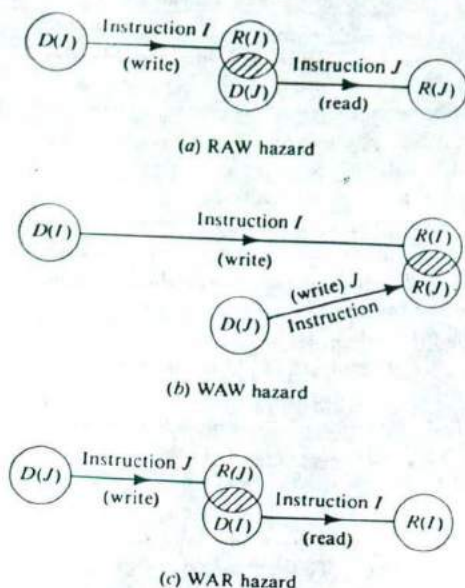 D(I) Instruction I (write) R(I)
D(J) Instruction J (read) R(J)
(a) RAW hazard
D(I) Instruction I (write) R(I)
D(J) (write) J Instruction R(J)
(b) WAW hazard
D(J) Instruction J (write) R(J)
D(I) Instruction I (read) R(I)
(c) WAR hazard